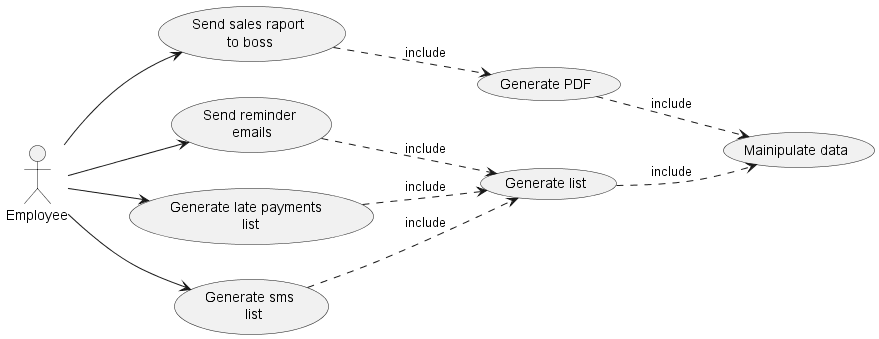 Send sales raport
to boss
include
Generate PDF
include
Send reminder
emails
include
Mainipulate data
include
Generate list
include
Generate late payments
list
Employee
include
Generate sms
list